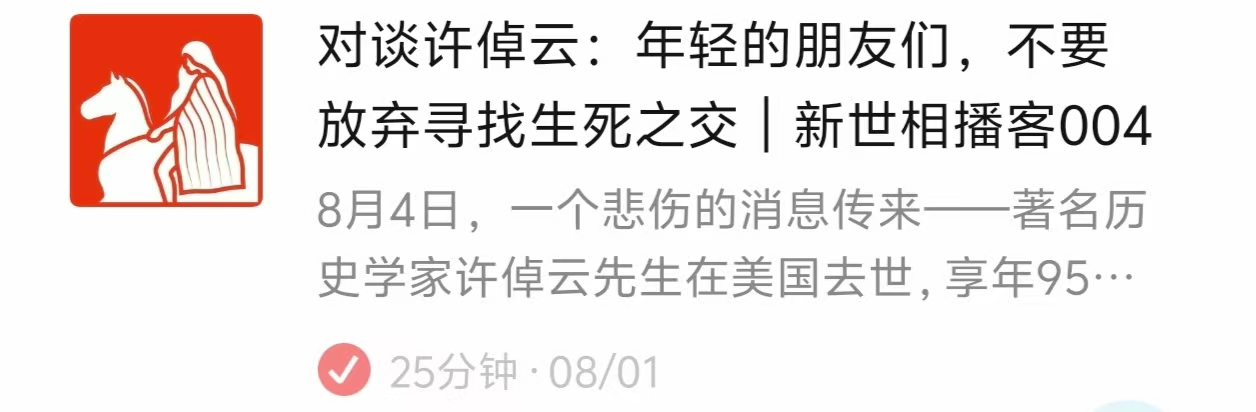 对谈许倬云：年轻的朋友们，不要
放弃寻找生死之交｜新世相播客004
8月4日，一个悲伤的消息传来——著名历
史学家许倬云先生在美国去世，享年95…
25分钟 · 08/01